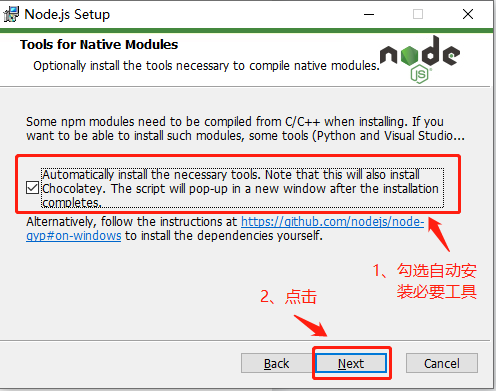 Node.js Setup
Tools for Native Modules
Optionally install the tools necessary to compile native modules.
node
JS
Some npm modules need to be compiled from C/C++ when installing. If you
want to be able to install such modules, some tools (Python and Visual Studio...
Automatically install the necessary tools. Note that this will also install
Chocolatey. The script will pop-up in a new window after the installation
completes.
Alternatively, follow the instructions at https://github.com/nodejs/node-
gyp#on-windows to install the dependencies yourself.
1、勾选自动安
装必要工具
2、点击
Back
Next
Cancel